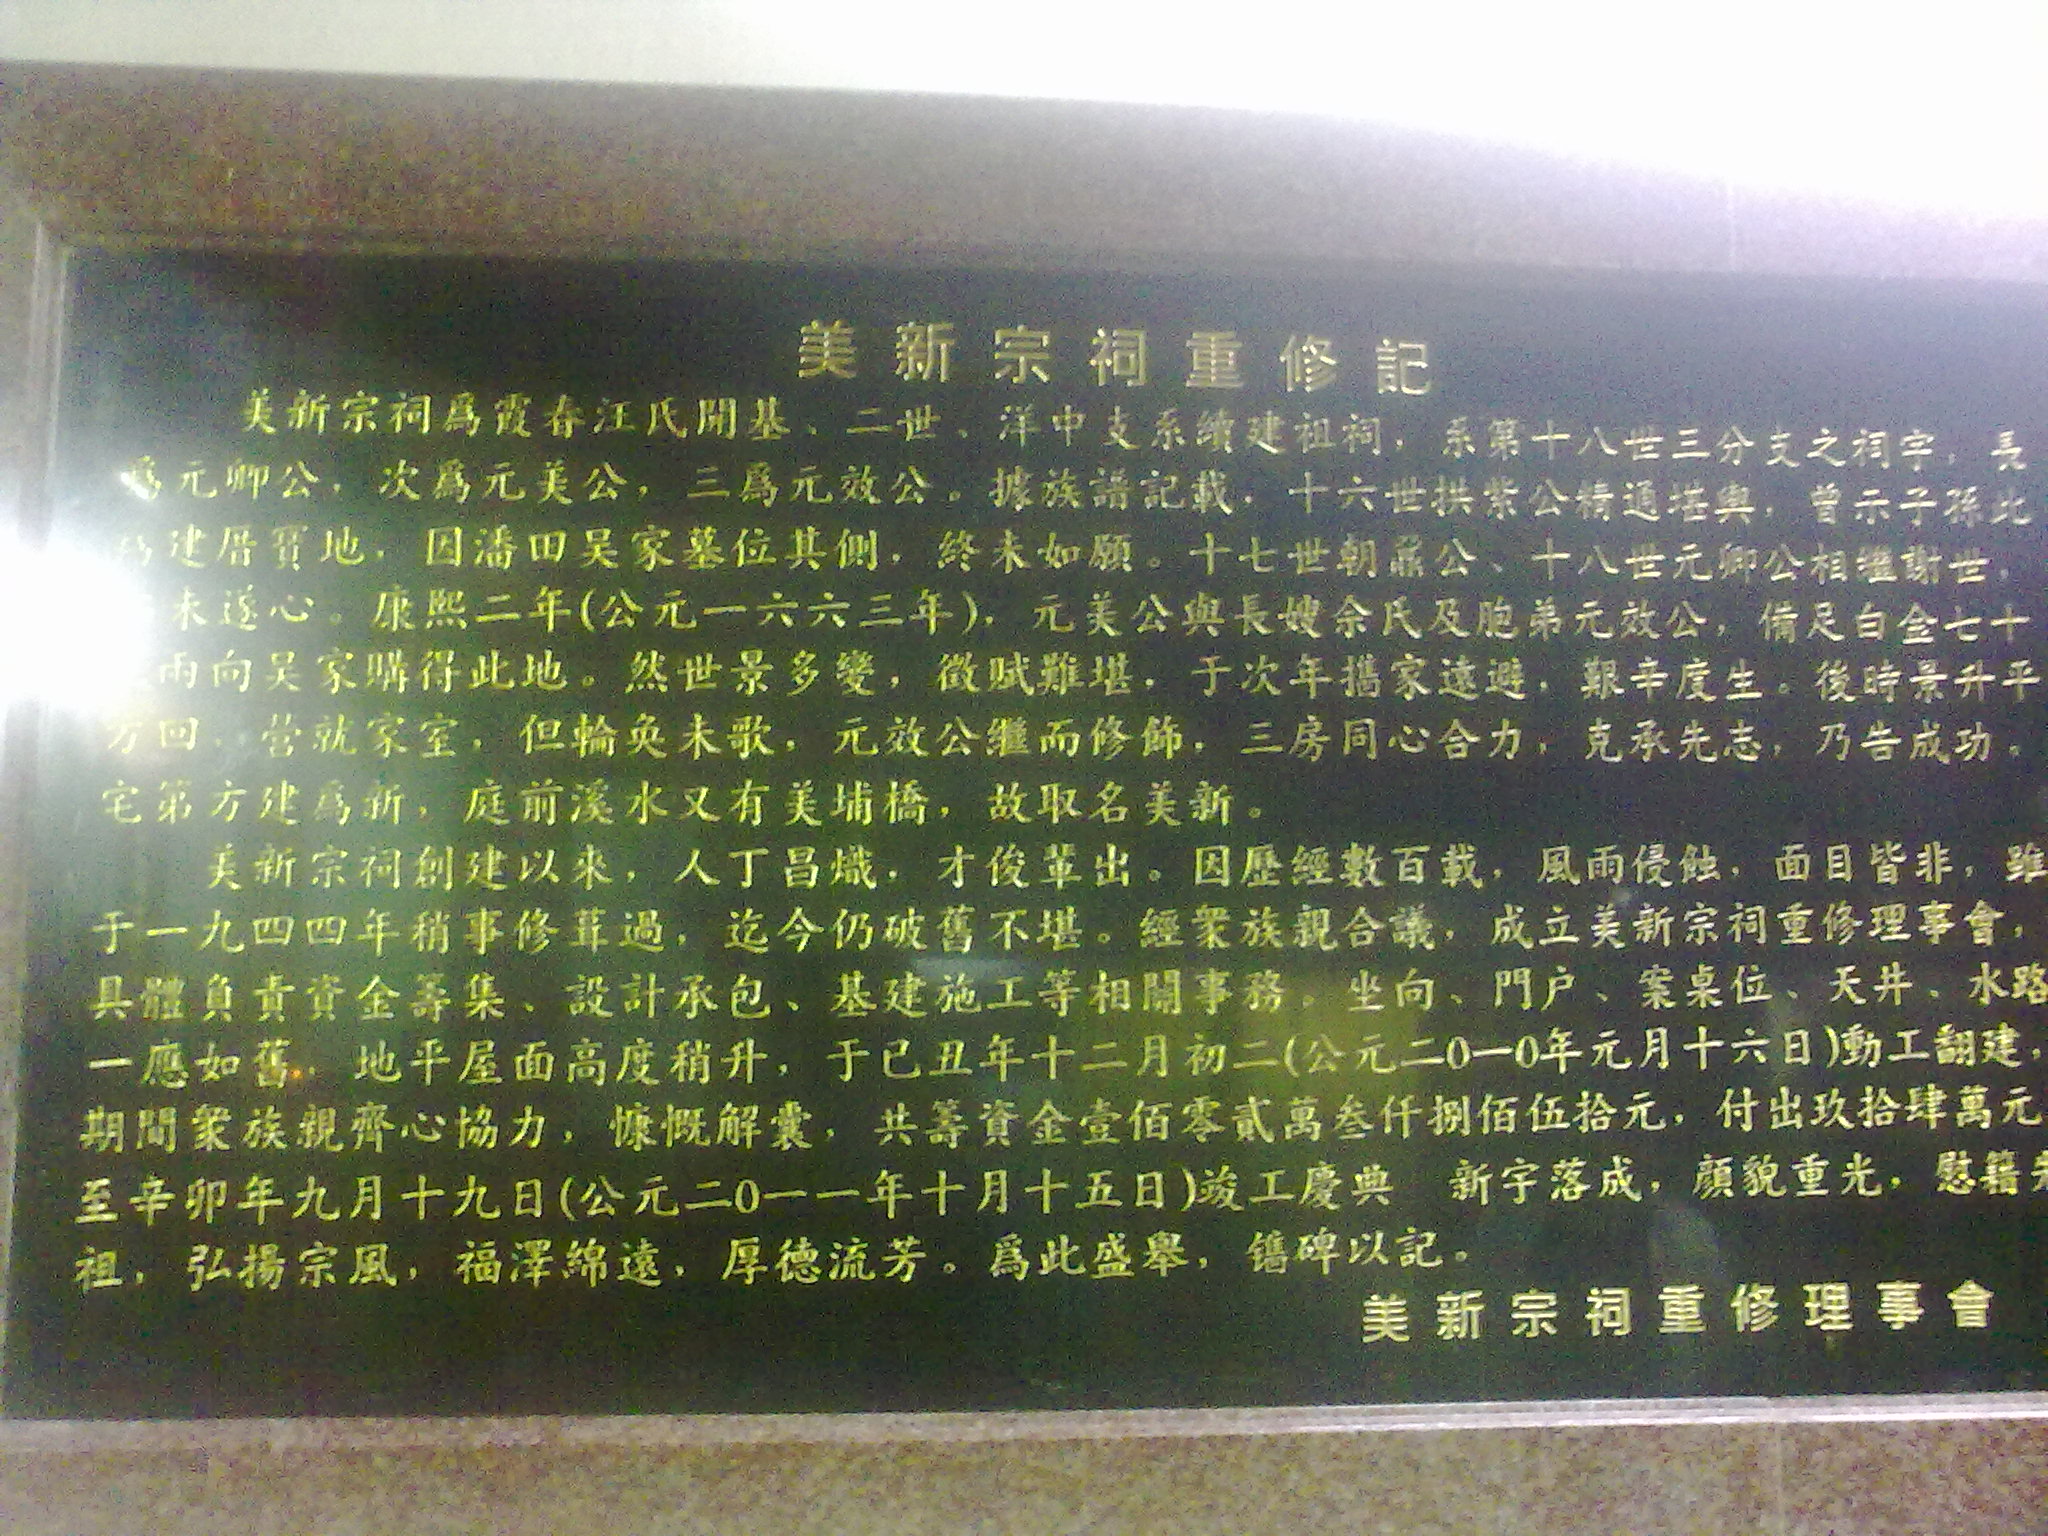 美新宗祠重修記
美新宗祠爲霞春江氏開基、二世、洋中支系續建祖祠，系第十八世三分支之祠宇，長
爲元卿公，次爲元美公，三爲元效公。據族譜記載，十六世拱紫公精通堪輿，曾示子孫此
建厝寶地，因潘田吴家墓位其側，終未如願。十七世朝鼎公、十八世元卿公相繼謝世，
未遂心。康熙二年(公元一六六三年)，元美公與長嫂余氏及胞弟元效公，備足白金七十
兩向吴家購得此地。然世景多變，徵賦難堪，于次年攜家遠避，艱辛度生。後時景升平
方回，营就家室，但輪奂未歌，元效公繼而修飾，三房同心合力，克承先志，乃告成功。
宅第方建爲新，庭前溪水又有美埔橋，故取名美新。
美新宗祠創建以來，人丁昌熾，才俊輩出。因歷經數百載，風雨侵蝕，面目皆非，雖
于一九四四年稍事修葺過，迄今仍破舊不堪。經衆族親合議，成立美新宗祠重修理事會，
具體負責資金籌集、設計承包、基建施工等相關事務。坐向、門户、案桌位、天井、水路
一應如舊，地平屋面高度稍升，于已丑年十二月初二(公元二0一0年元月十六日)動工翻建，
期間衆族親齊心協力，慷慨解囊，共籌資金壹佰零貳萬叁仟捌佰伍拾元，付出玖拾肆萬元
至辛卯年九月十九日(公元二0一一年十月十五日)竣工慶典 新宇落成，顔貌重光，慰籍
祖，弘揚宗風，福澤綿遠，厚德流芳。爲此盛舉，鐫碑以記。
美新宗祠重修理事會